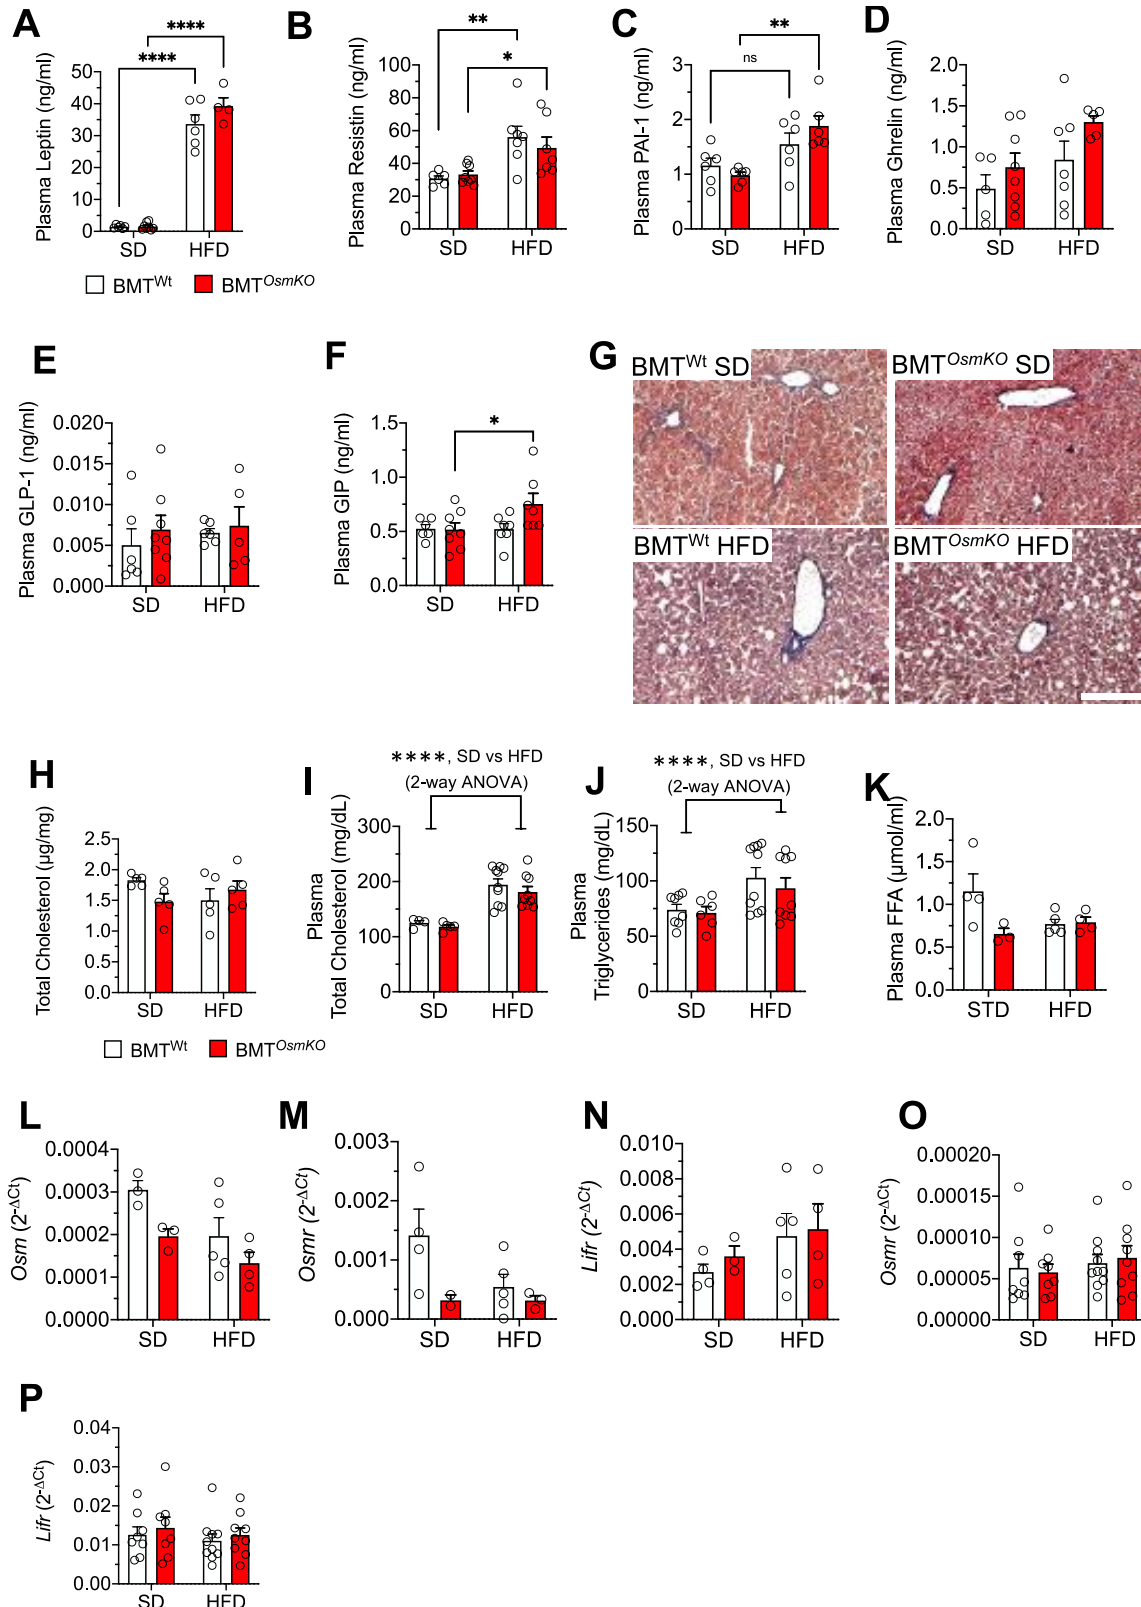 A
****
****
Plasma Leptin (ng/ml)
50
40
30
20
10
0
SD HFD
B
**
*
Plasma Resistin (ng/ml)
100
80
60
40
20
0
SD HFD
C
**
ns
Plasma PAI-1 (ng/ml)
3
2
1
0
SD HFD
D
Plasma Ghrelin (ng/ml)
2.0
1.5
1.0
0.5
0.0
SD HFD
BMTWt BMTOsmKO
E
Plasma GLP-1 (ng/ml)
0.020
0.015
0.010
0.005
0.000
SD HFD
F
*
Plasma GIP (ng/ml)
1.5
1.0
0.5
0.0
SD HFD
G
BMTWt SD
BMTOsmKO SD
BMTWt HFD
BMTOsmKO HFD
H
Total Cholesterol (µg/mg)
2.5
2.0
1.5
1.0
0.5
0.0
SD HFD
I
****, SD vs HFD
(2-way ANOVA)
Plasma
Total Cholesterol (mg/dL)
300
200
100
0
SD HFD
J
****, SD vs HFD
(2-way ANOVA)
Plasma
Triglycerides (mg/dL)
150
100
50
0
SD HFD
K
Plasma FFA (µmol/ml)
2.0
1.5
1.0
0.5
0.0
STD HFD
BMTWt BMTOsmKO
L
Osm (2-ΔCt)
0.0004
0.0003
0.0002
0.0001
0.0000
SD HFD
M
Osmr (2-ΔCt)
0.003
0.002
0.001
0.000
SD HFD
N
Lifr (2-ΔCt)
0.010
0.008
0.006
0.004
0.002
0.000
SD HFD
O
Osmr (2-ΔCt)
0.00020
0.00015
0.00010
0.00005
0.00000
SD HFD
P
Lifr (2-ΔCt)
0.04
0.03
0.02
0.01
0.00
SD HFD